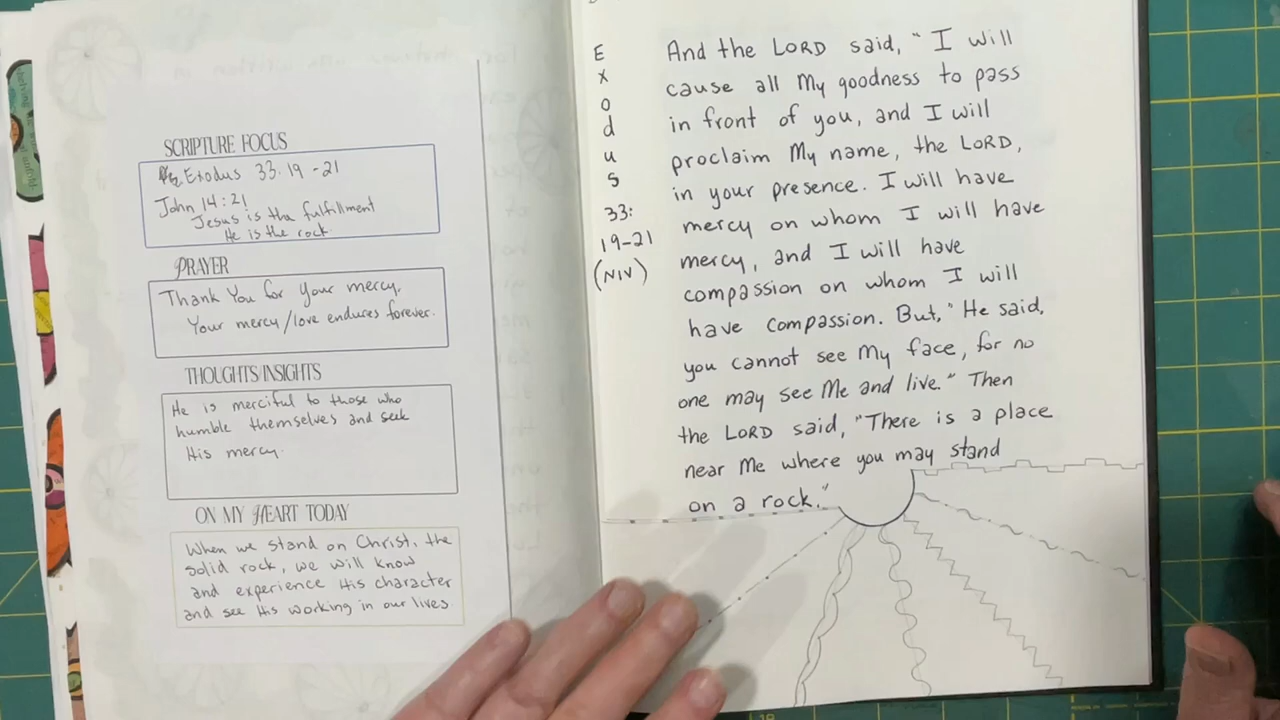 SCRIPTURE FOCUS
Exodus 33:19-21
John 14:21
Jesus is the fulfillment
He is the rock
PRAYER
Thank You for Your mercy.
Your mercy/love endures forever.
THOUGHTS/INSIGHTS
He is merciful to those who
humble themselves and seek
His mercy.
ON MY HEART TODAY
When we stand on Christ, the
solid rock, we will know
and experience His character
and see His working in our lives.
E
x
o
d
u
s
33:
19-21
(NIV)
And the LORD said, "I will
cause all My goodness to pass
in front of you, and I will
proclaim My name, the LORD,
in your presence. I will have
mercy on whom I will have
mercy, and I will have
compassion on whom I will
have compassion. But," He said,
you cannot see My face, for no
one may see Me and live." Then
the LORD said, "There is a place
near Me where you may stand
on a rock."